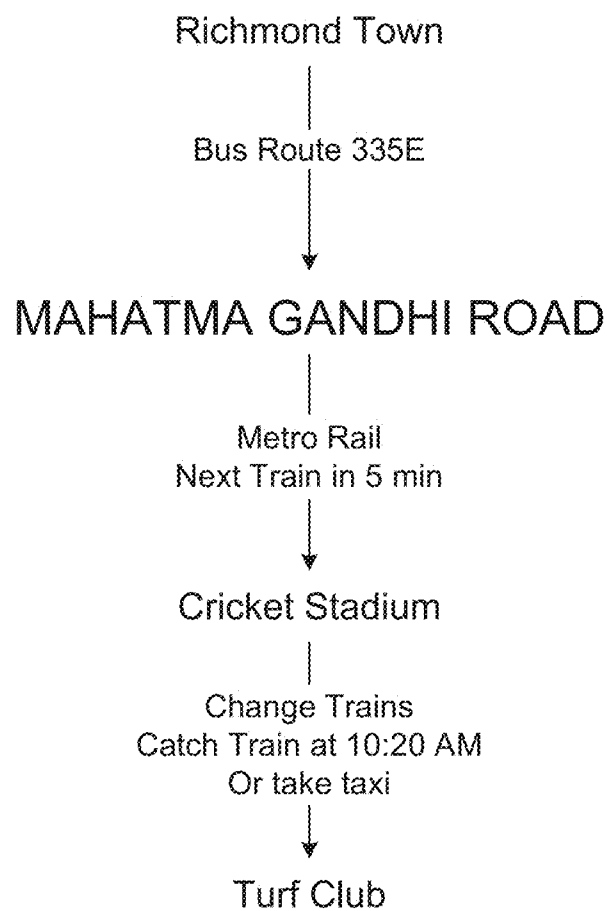 Richmond Town
Bus Route 335E
MAHATMA GANDHI ROAD
Metro Rail
Next Train in 5 min
Cricket Stadium
Change Trains
Catch Train at 10:20 AM
Or take taxi
Turf Club